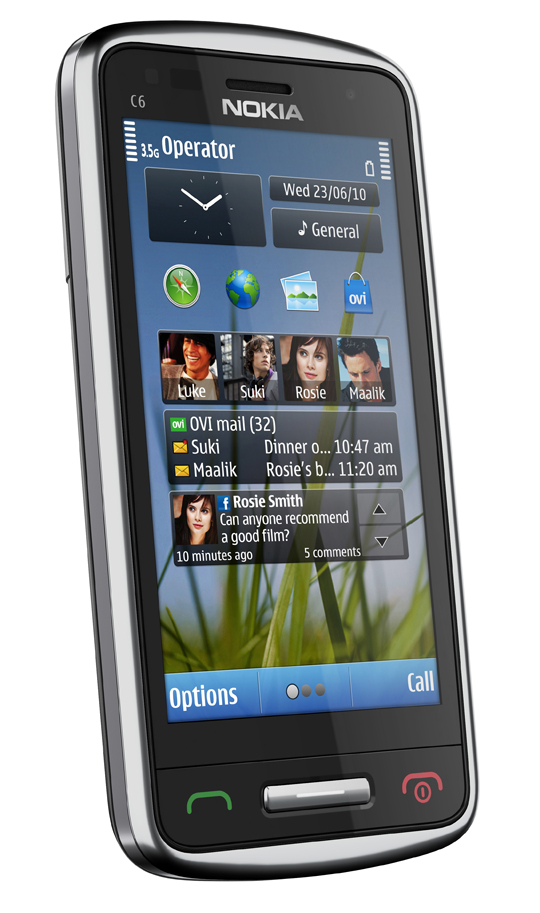 C6
NOKIA
3.5G Operator
Wed 23/06/10
General
ovi
Luke Suki Rosie Maalik
ovi OVI mail (32)
Suki Dinner o... 10:47 am
Maalik Rosie's b... 11:20 am
f Rosie Smith
Can anyone recommend
a good film?
10 minutes ago 5 comments
Options Call